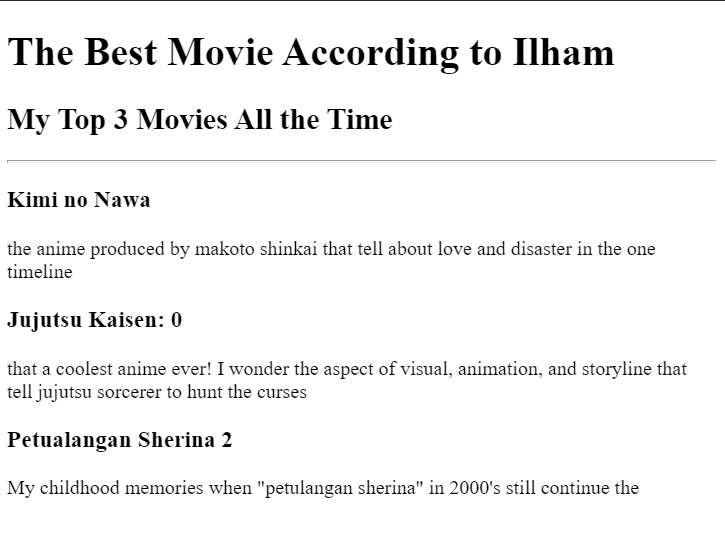 The Best Movie According to Ilham
My Top 3 Movies All the Time
Kimi no Nawa
the anime produced by makoto shinkai that tell about love and disaster in the one
timeline
Jujutsu Kaisen: 0
that a coolest anime ever! I wonder the aspect of visual, animation, and storyline that
tell jujutsu sorcerer to hunt the curses
Petualangan Sherina 2
My childhood memories when "petulangan sherina" in 2000's still continue the